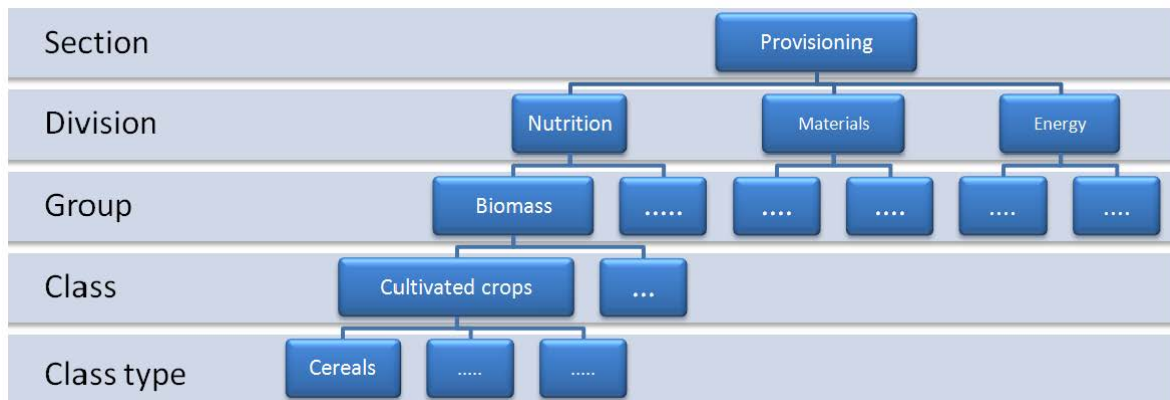 Section
Provisioning
Division
Nutrition
Materials
Energy
Group
Biomass
.....
....
....
....
....
Class
Cultivated crops
...
Class type
Cereals
.....
.....